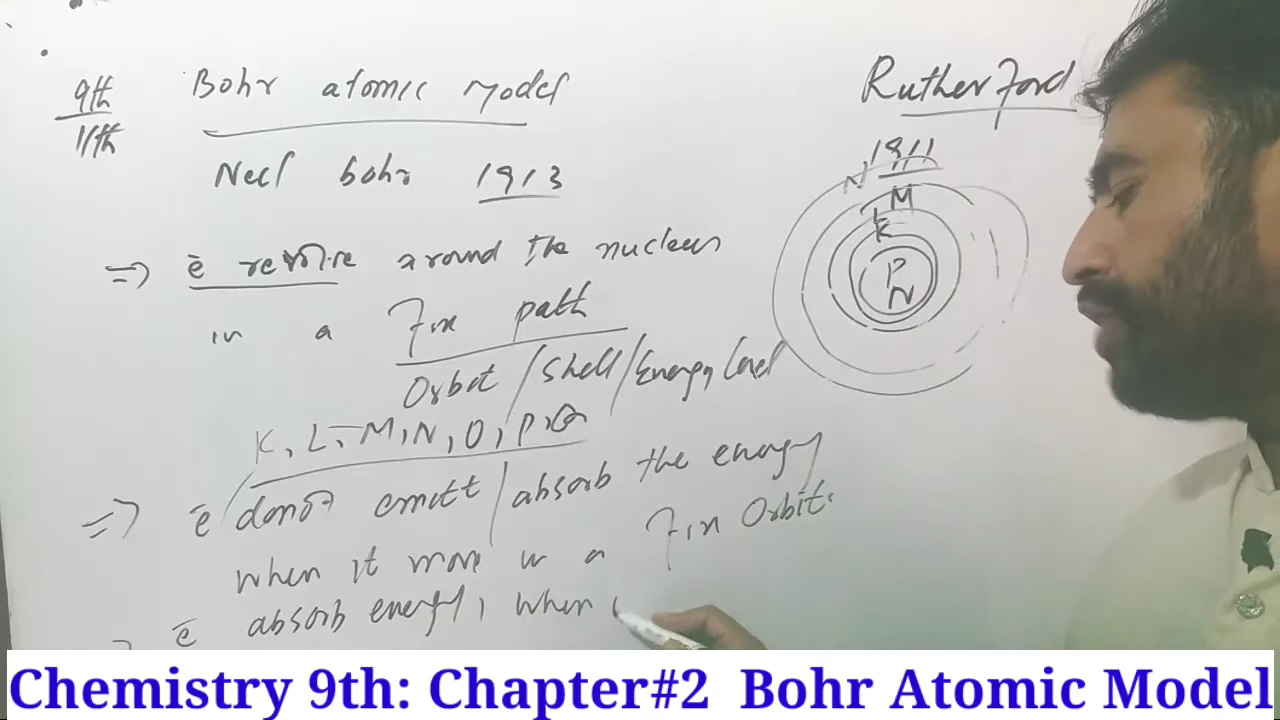 9th
11th
Bohr atomic Model
Necl bohr 1913
=> ē revolve around the nucleus
in a Fix path
Orbit / Shell / Energy level
K, L, M, N, O, P, Q
=> ē donot emitt / absorb the energy
when it move in a Fix Orbit.
ē absorb energy, when
Rutherford
1911
N
M
L
K
P
N
Chemistry 9th: Chapter#2 Bohr Atomic Model